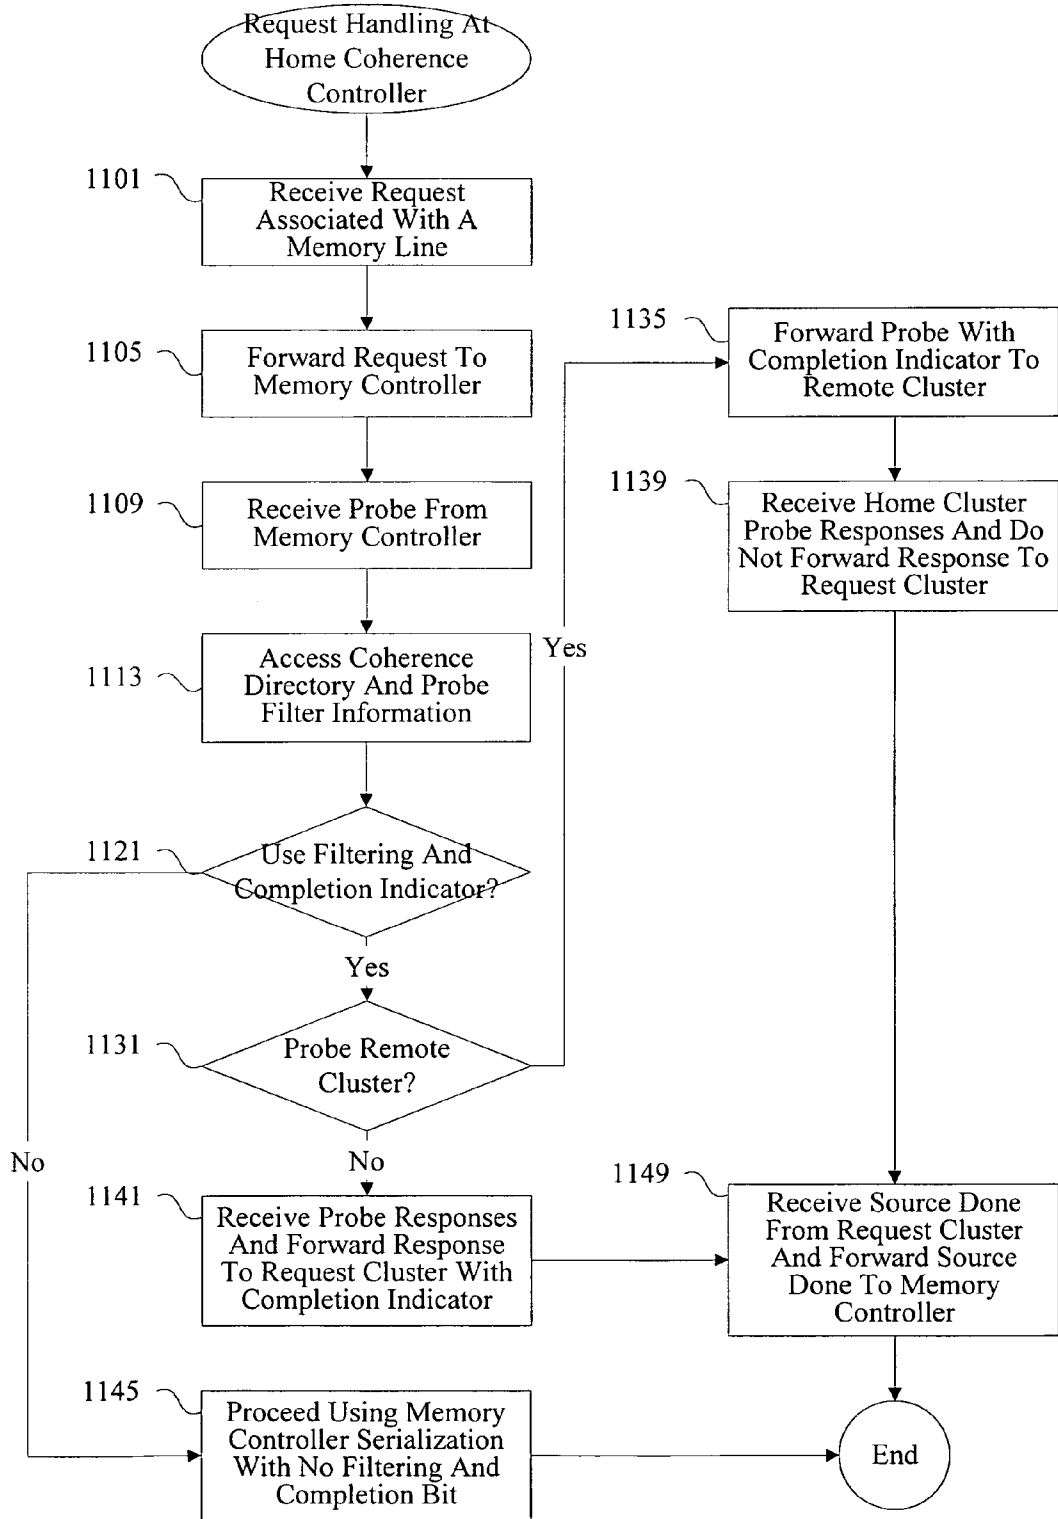 Request Handling At
Home Coherence
Controller
1101
Receive Request
Associated With A
Memory Line
1105
Forward Request To
Memory Controller
1109
Receive Probe From
Memory Controller
1113
Access Coherence
Directory And Probe
Filter Information
1121
Use Filtering And
Completion Indicator?
Yes
1131
Probe Remote
Cluster?
Yes
1135
Forward Probe With
Completion Indicator To
Remote Cluster
1139
Receive Home Cluster
Probe Responses And Do
Not Forward Response To
Request Cluster
No
No
1141
Receive Probe Responses
And Forward Response
To Request Cluster With
Completion Indicator
1149
Receive Source Done
From Request Cluster
And Forward Source
Done To Memory
Controller
1145
Proceed Using Memory
Controller Serialization
With No Filtering And
Completion Bit
End